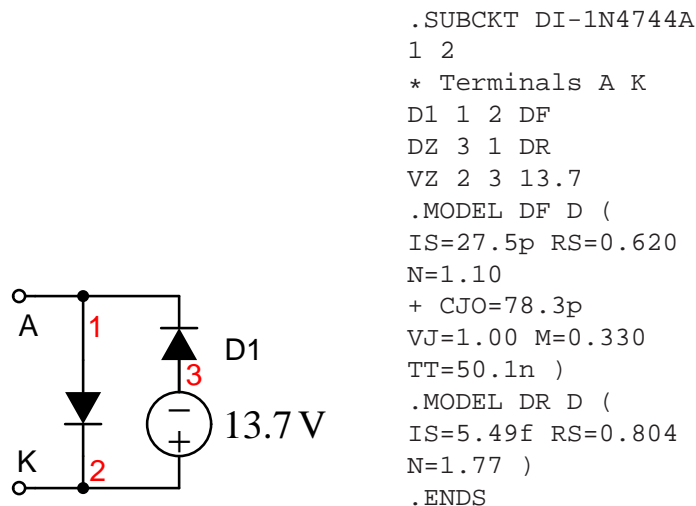 .SUBCKT DI-1N4744A
1 2
* Terminals A K
D1 1 2 DF
DZ 3 1 DR
VZ 2 3 13.7
.MODEL DF D (
IS=27.5p RS=0.620
N=1.10
+ CJO=78.3p
VJ=1.00 M=0.330
TT=50.1n )
.MODEL DR D (
IS=5.49f RS=0.804
N=1.77 )
.ENDS
A
1
D1
3
−
+
13.7 V
K
2